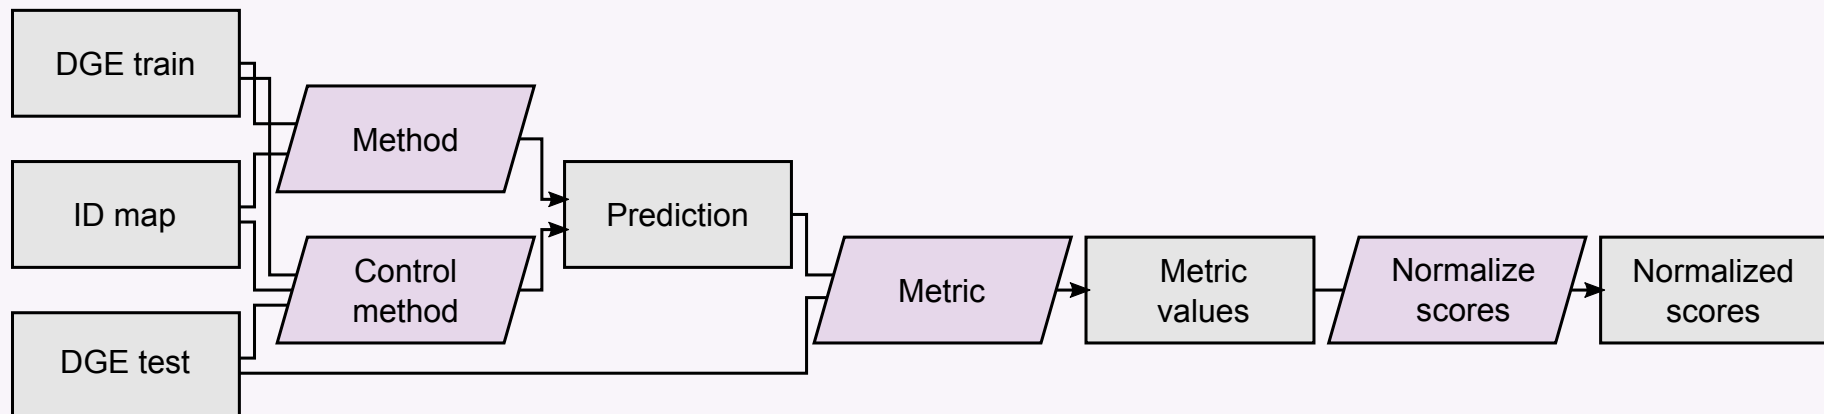 DGE train
Method
ID map
Prediction
Control
method
DGE test
Metric
Metric
values
Normalize
scores
Normalized
scores